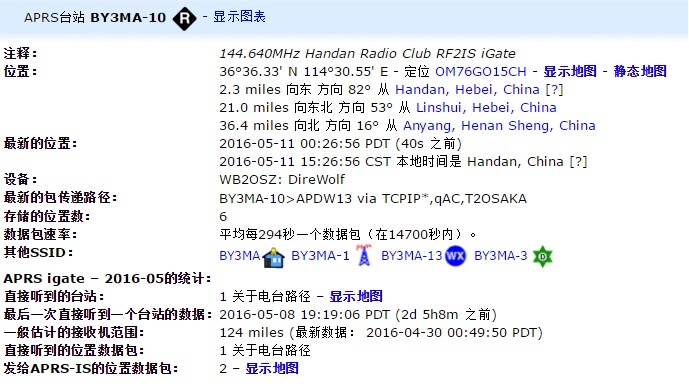 APRS台站 BY3MA-10 R - 显示图表
注释： 144.640MHz Handan Radio Club RF2IS iGate
位置： 36°36.33' N 114°30.55' E - 定位 OM76GO15CH - 显示地图 - 静态地图
2.3 miles 向东 方向 82° 从 Handan, Hebei, China [?]
21.0 miles 向东北 方向 53° 从 Linshui, Hebei, China
36.4 miles 向北 方向 16° 从 Anyang, Henan Sheng, China
最新的位置： 2016-05-11 00:26:56 PDT (40s 之前)
2016-05-11 15:26:56 CST 本地时间是 Handan, China [?]
设备： WB2OSZ: DireWolf
最新的包传递路径： BY3MA-10>APDW13 via TCPIP*,qAC,T2OSAKA
存储的位置数： 6
数据包速率： 平均每294秒一个数据包（在14700秒内）。
其他SSID： BY3MA BY3MA-1 BY3MA-13 WX BY3MA-3 D
APRS igate – 2016-05的统计：
直接听到的台站： 1 关于电台路径 – 显示地图
最后一次直接听到一个台站的数据： 2016-05-08 19:19:06 PDT (2d 5h8m 之前)
一般估计的接收机范围： 124 miles (最新数据： 2016-04-30 00:49:50 PDT)
直接听到的位置数据包： 1 关于电台路径
发给APRS-IS的位置数据包： 2 – 显示地图